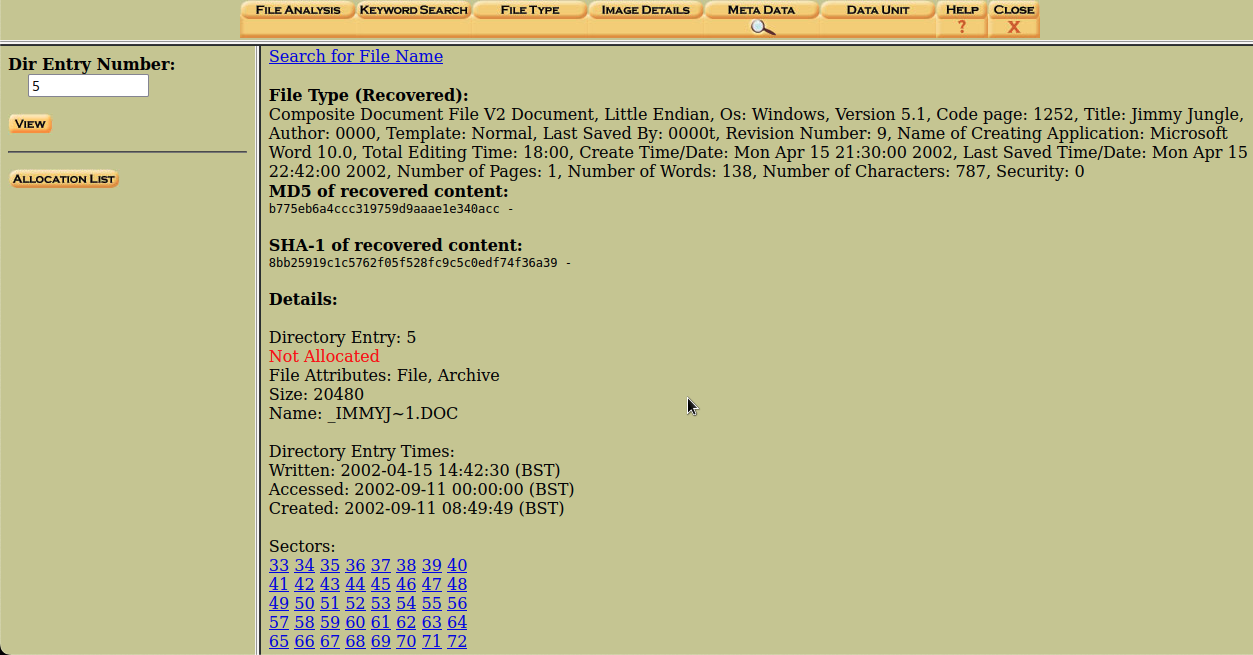 FILE ANALYSIS KEYWORD SEARCH FILE TYPE IMAGE DETAILS META DATA DATA UNIT HELP CLOSE
? X
Dir Entry Number:
5
VIEW
ALLOCATION LIST
Search for File Name
File Type (Recovered):
Composite Document File V2 Document, Little Endian, Os: Windows, Version 5.1, Code page: 1252, Title: Jimmy Jungle,
Author: 0000, Template: Normal, Last Saved By: 0000t, Revision Number: 9, Name of Creating Application: Microsoft
Word 10.0, Total Editing Time: 18:00, Create Time/Date: Mon Apr 15 21:30:00 2002, Last Saved Time/Date: Mon Apr 15
22:42:00 2002, Number of Pages: 1, Number of Words: 138, Number of Characters: 787, Security: 0
MD5 of recovered content:
b775eb6a4ccc319759d9aaae1e340acc -
SHA-1 of recovered content:
8bb25919c1c5762f05f528fc9c5c0edf74f36a39 -
Details:
Directory Entry: 5
Not Allocated
File Attributes: File, Archive
Size: 20480
Name: _IMMYJ~1.DOC
Directory Entry Times:
Written: 2002-04-15 14:42:30 (BST)
Accessed: 2002-09-11 00:00:00 (BST)
Created: 2002-09-11 08:49:49 (BST)
Sectors:
33 34 35 36 37 38 39 40
41 42 43 44 45 46 47 48
49 50 51 52 53 54 55 56
57 58 59 60 61 62 63 64
65 66 67 68 69 70 71 72